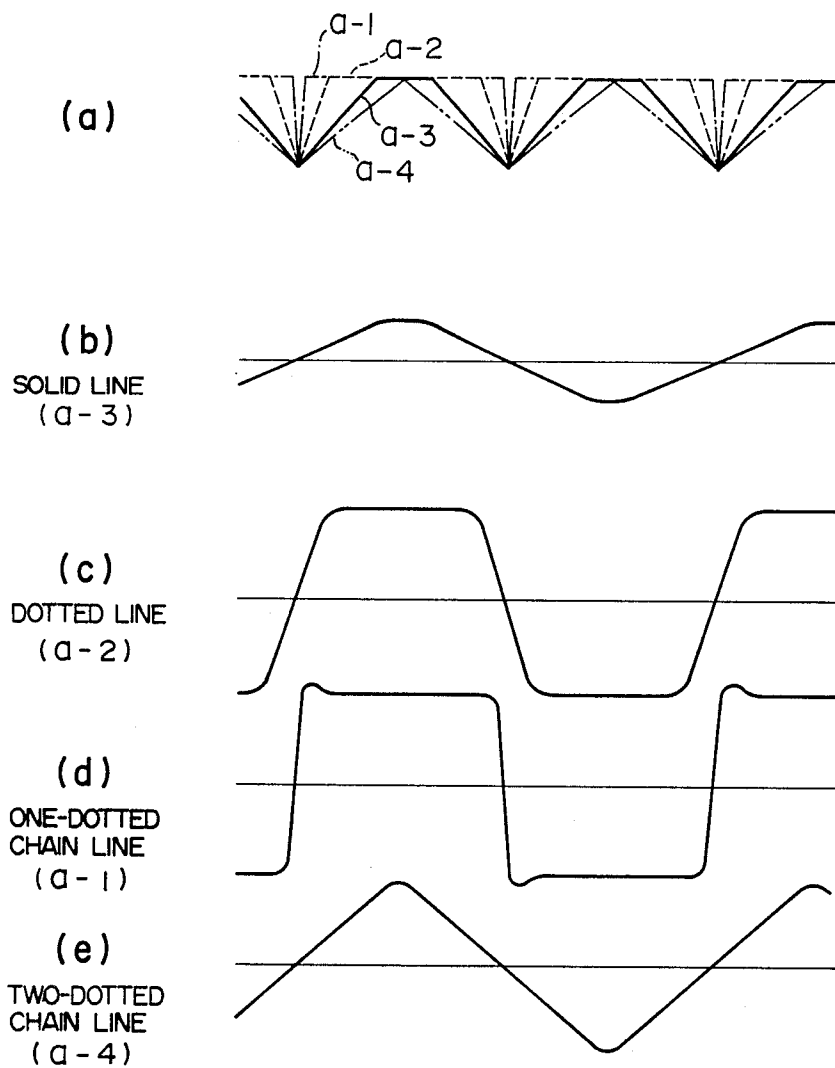 a-1
a-2
(a)
a-3
a-4
(b)
SOLID LINE
(a-3)
(c)
DOTTED LINE
(a-2)
(d)
ONE-DOTTED
CHAIN LINE
(a-1)
(e)
TWO-DOTTED
CHAIN LINE
(a-4)